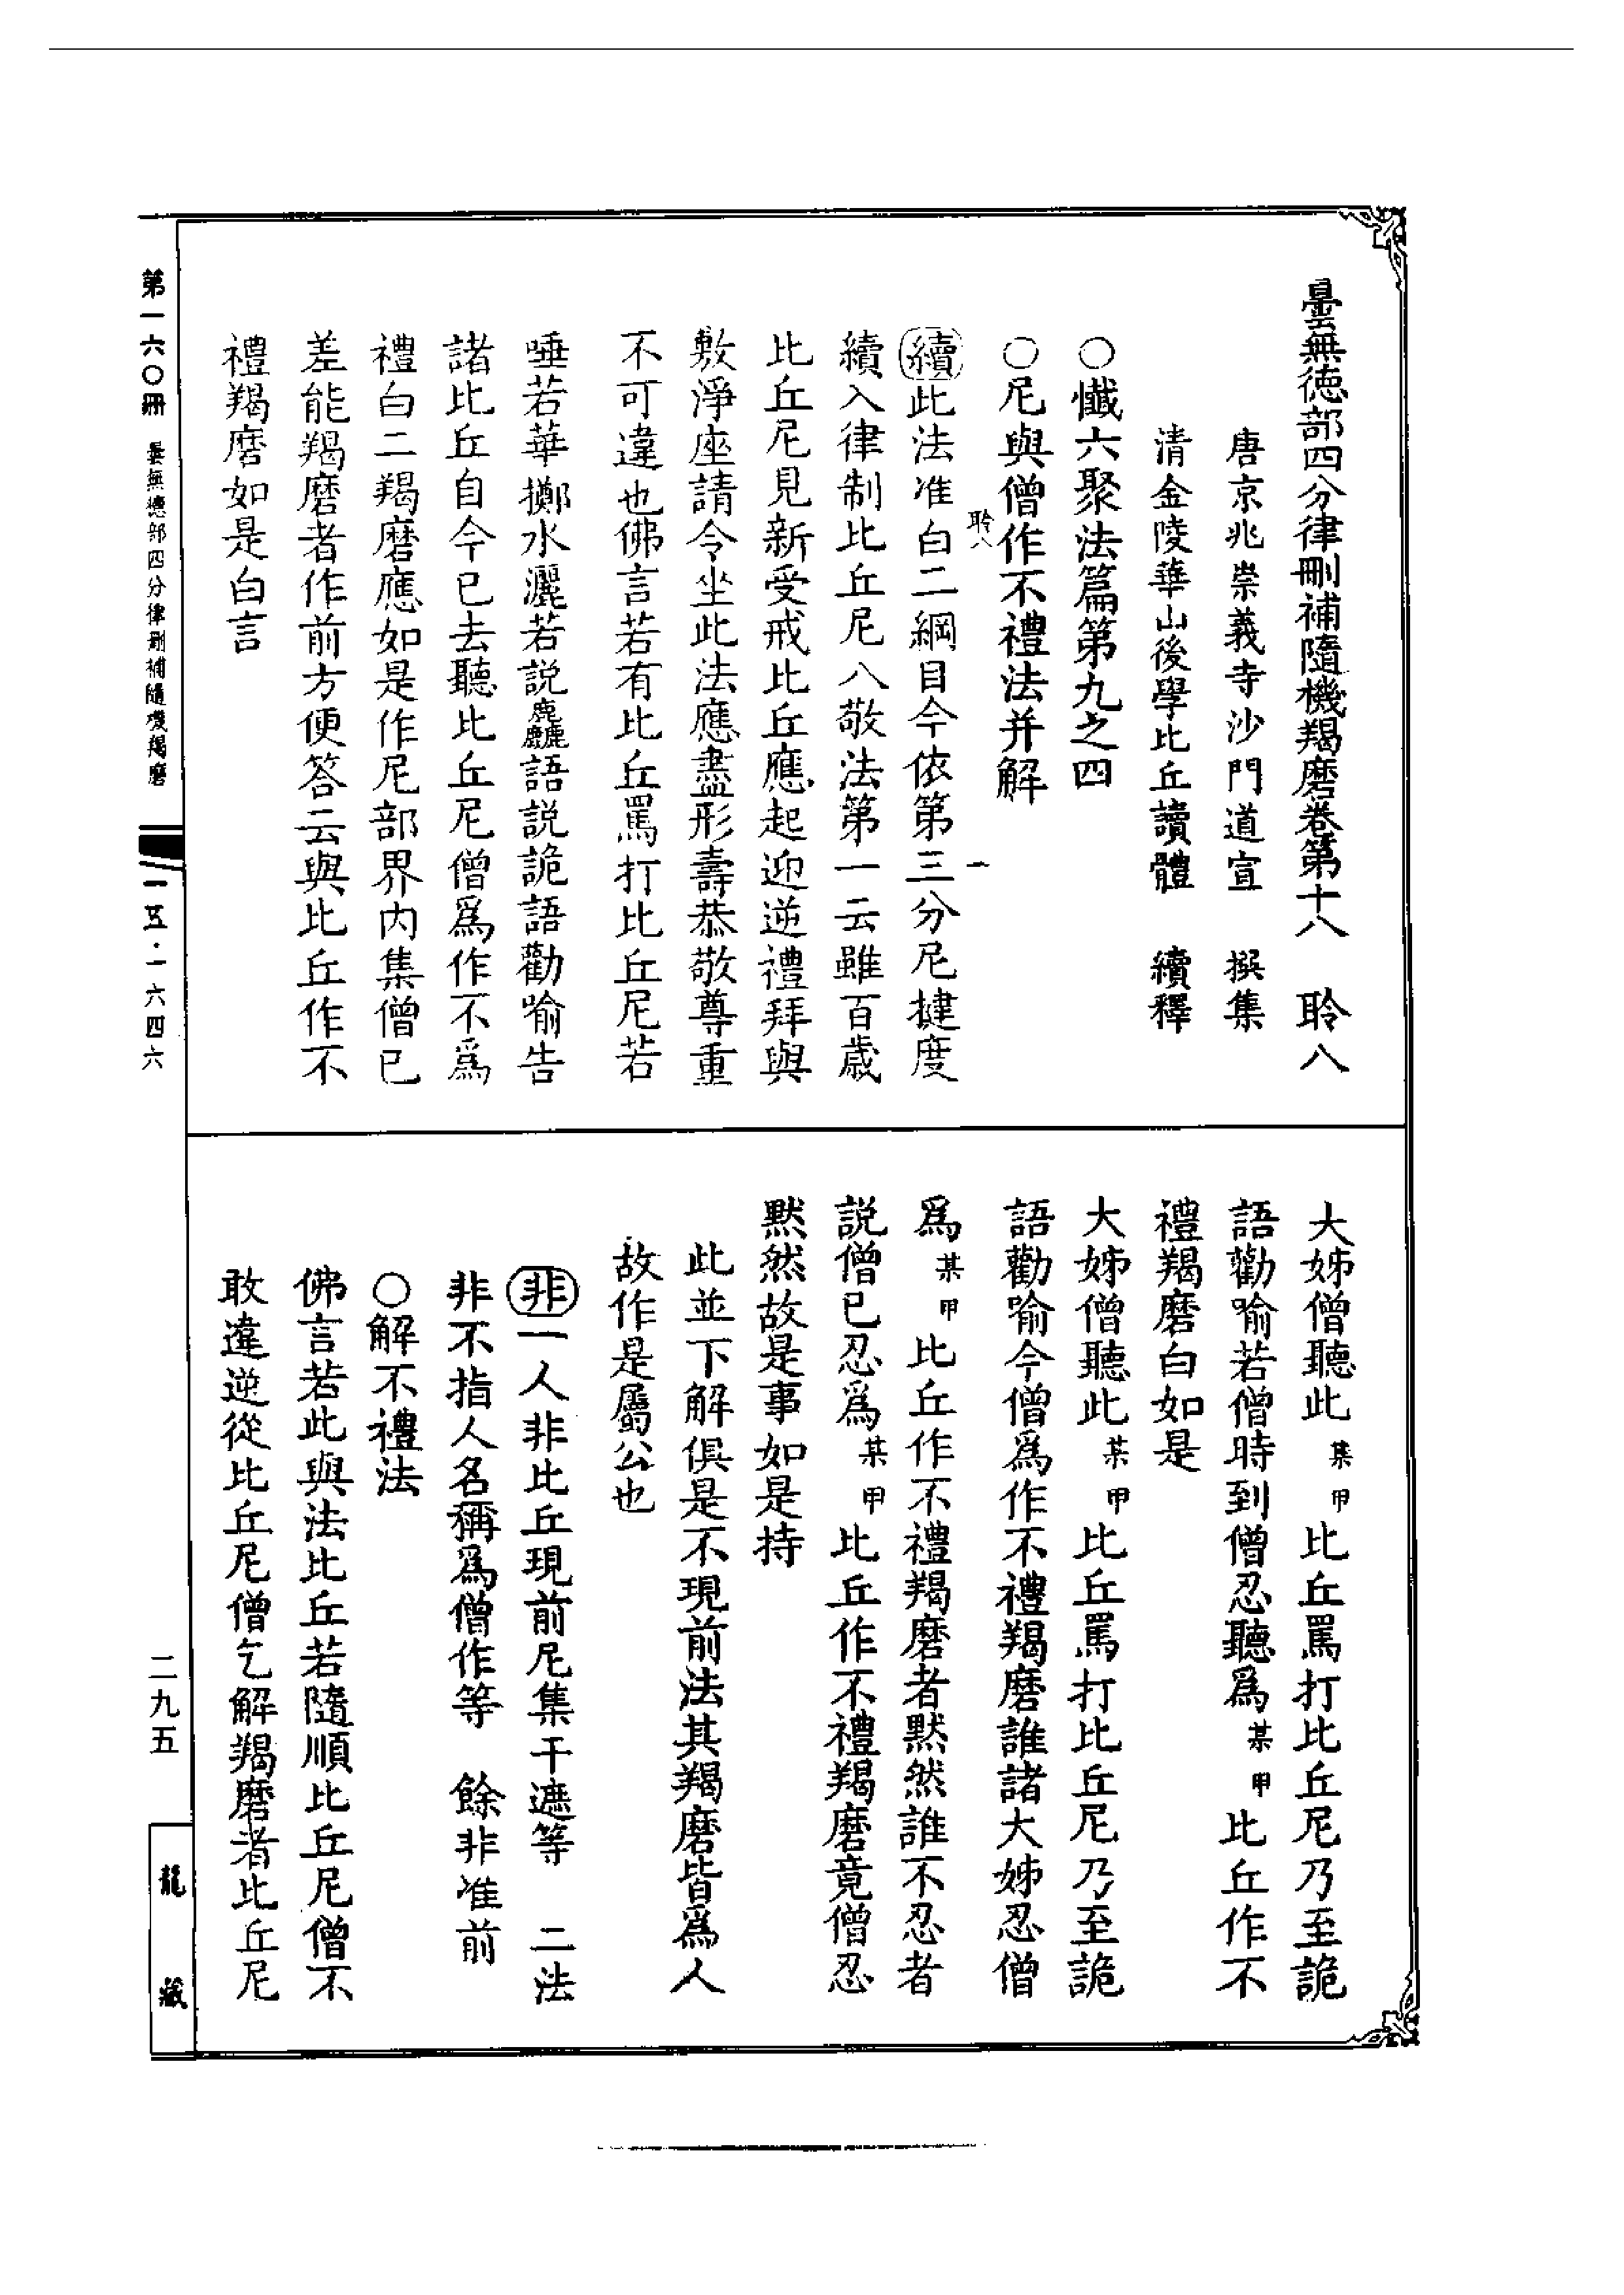 曇無德部四分律刪補隨機羯磨卷第十八　聆八
唐京兆崇義寺沙門道宣　撰集
清金陵華山後學比丘讀體　續釋
○懺六聚法篇第九之四
○尼與僧作不禮法并解
聆八　一
續此法准白二綱目今依第三分尼揵度
續入律制比丘尼八敬法第一云雖百歲
比丘尼見新受戒比丘應起迎逆禮拜與
敷淨座請令坐此法應盡形壽恭敬尊重
不可違也佛言若有比丘罵打比丘尼若
唾若華擲水灑若説麤語説詭語勸喻告
諸比丘自今已去聽比丘尼僧爲作不爲
禮白二羯磨應如是作尼部界内集僧已
差能羯磨者作前方便答云與比丘作不
禮羯磨如是白言
大姊僧聽此某甲比丘罵打比丘尼乃至詭
語勸喻若僧時到僧忍聽爲某甲比丘作不
禮羯磨白如是
大姊僧聽此某甲比丘罵打比丘尼乃至詭
語勸喻今僧爲作不禮羯磨誰諸大姊忍僧
爲某甲比丘作不禮羯磨者默然誰不忍者
説僧已忍爲某甲比丘作不禮羯磨竟僧忍
默然故是事如是持
此並下解俱是不現前法其羯磨皆爲人
故作是屬公也
非一人非比丘現前尼集干遮等　二法
非不指人名稱爲僧作等　餘非准前
○解不禮法
佛言若此與法比丘若隨順比丘尼僧不
敢違逆從比丘尼僧乞解羯磨者比丘尼
第一六〇冊　曇無德部四分律刪補隨機羯磨
一五·一六四六
二九五
龍藏